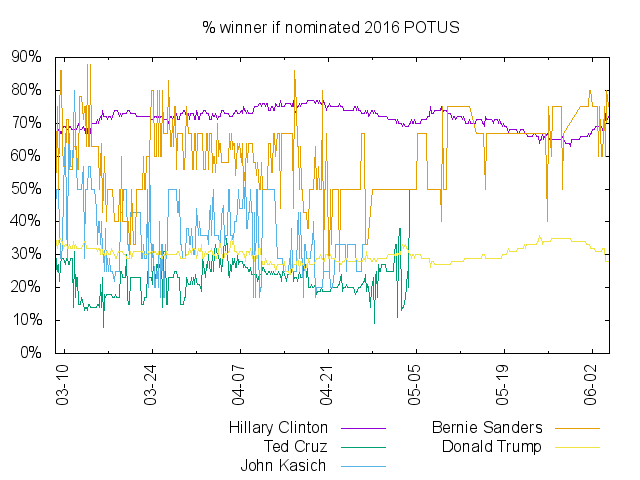 % winner if nominated 2016 POTUS
90%
80%
70%
60%
50%
40%
30%
20%
10%
0%
03-10 03-24 04-07 04-21 05-05 05-19 06-02
Hillary Clinton Bernie Sanders
Ted Cruz Donald Trump
John Kasich